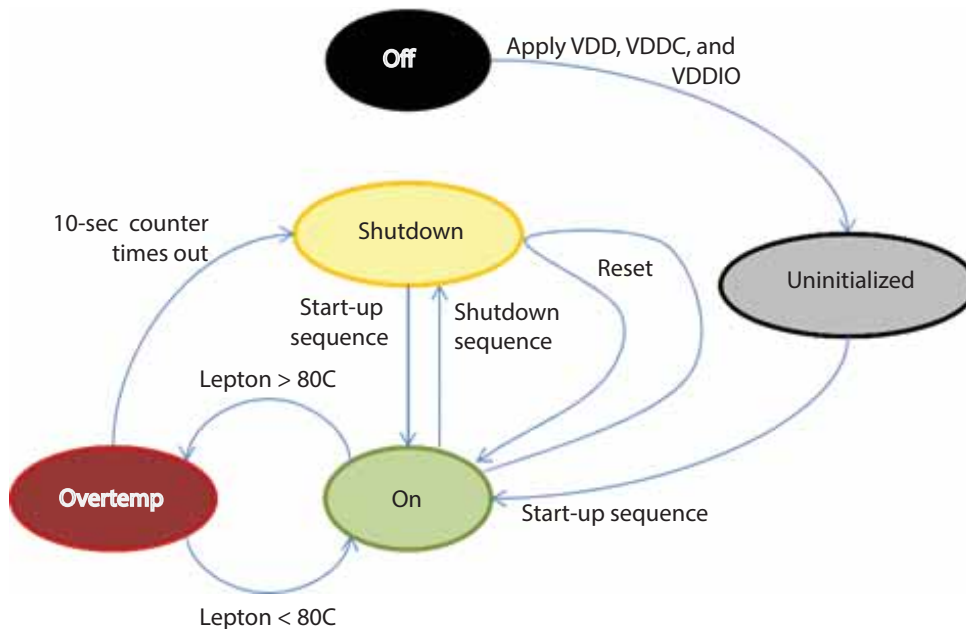 Off
Apply VDD, VDDC, and
VDDIO
10-sec counter
times out
Shutdown
Reset
Uninitialized
Start-up
sequence
Shutdown
sequence
Lepton > 80C
Overtemp
On
Start-up sequence
Lepton < 80C